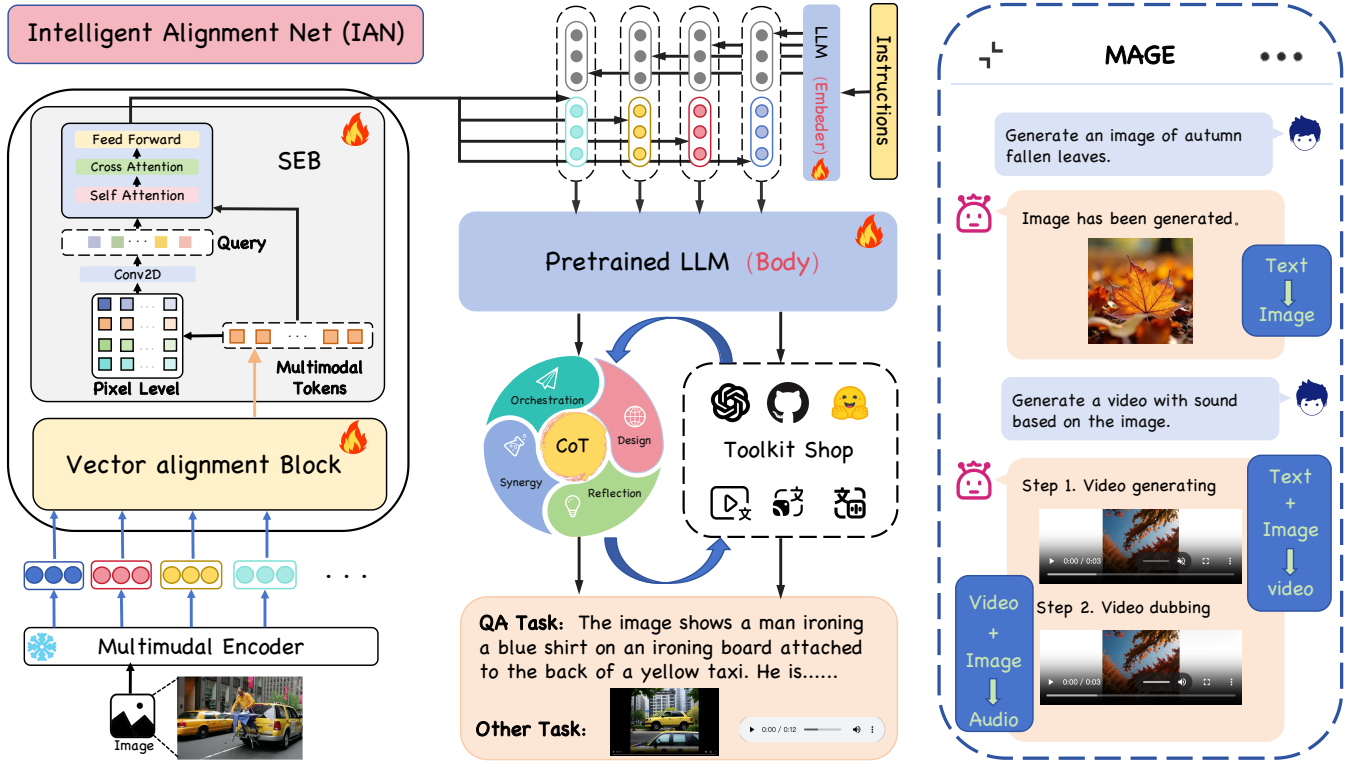 Intelligent Alignment Net (IAN)
SEB
Feed Forward
Cross Attention
Self Attention
Query
Conv2D
Pixel Level
Multimodal
Tokens
Vector alignment Block
Multimudal Encoder
Image
LLM (Embeder)
Instructions
Pretrained LLM (Body)
Orchestration
Design
CoT
Synergy
Reflection
Toolkit Shop
文
文
文
QA Task: The image shows a man ironing
a blue shirt on an ironing board attached
to the back of a yellow taxi. He is......
Other Task:
0:00 / 0:12
MAGE
Generate an image of autumn
fallen leaves.
Image has been generated。
Text
Image
Generate a video with sound
based on the image.
Step 1. Video generating
0:00 / 0:03
Text
+
Image
video
Step 2. Video dubbing
0:00 / 0:03
Video
+
Image
Audio